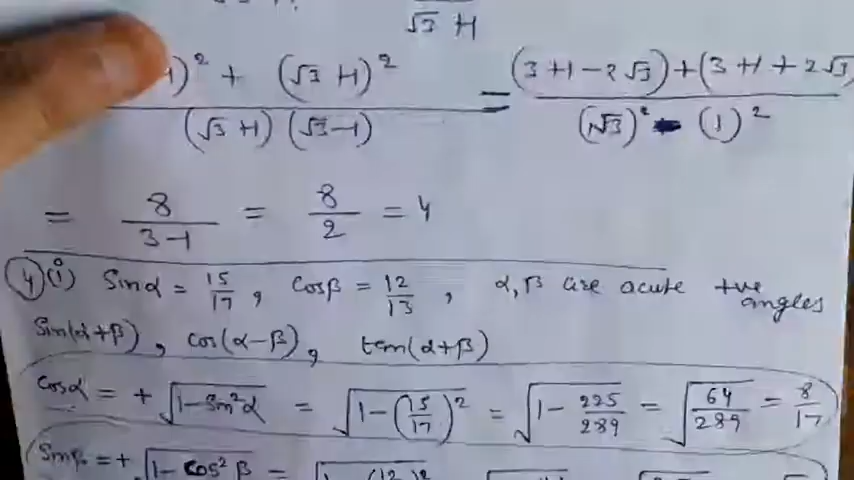 √3 +1
1)² + (√3 +1)² = (3+1-2√3)+(3+1+2√3
(√3 +1) (√3-1) (√3)² - (1)²
= 8/(3-1) = 8/2 = 4
4 (i) Sinα = 15/17, cosβ = 12/13, α, β are acute +ve angles
Sin(α+β), cos(α-β), tan(α+β)
cosα = +√(1-Sin²α) = √(1-(15/17)²) = √(1-225/289) = √(64/289) = 8/17
Sinβ = +√(1-cos²β) =